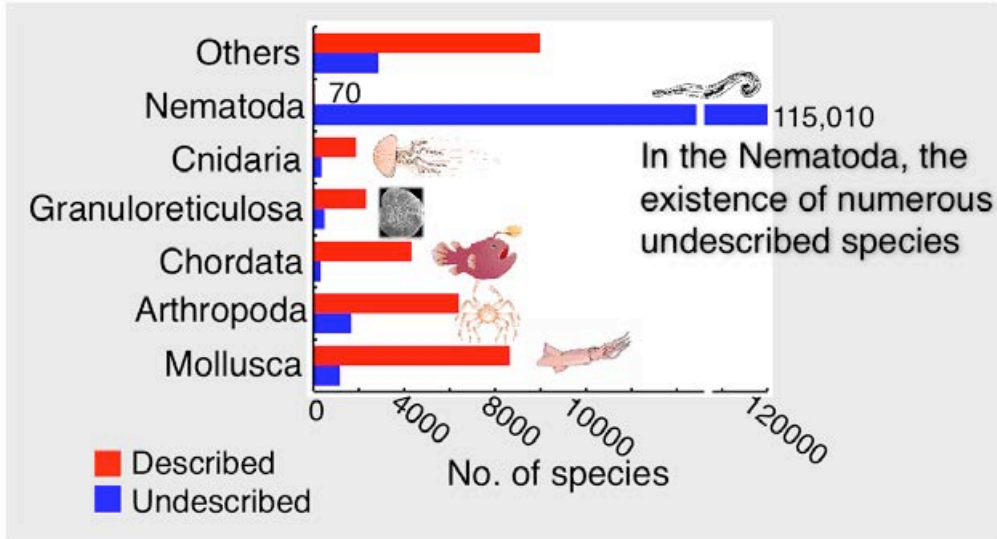 Others
Nematoda
70
115,010
Cnidaria
Granuloreticulosa
Chordata
Arthropoda
Mollusca
In the Nematoda, the
existence of numerous
undescribed species
0 4000 8000 10000 120000
No. of species
Described
Undescribed